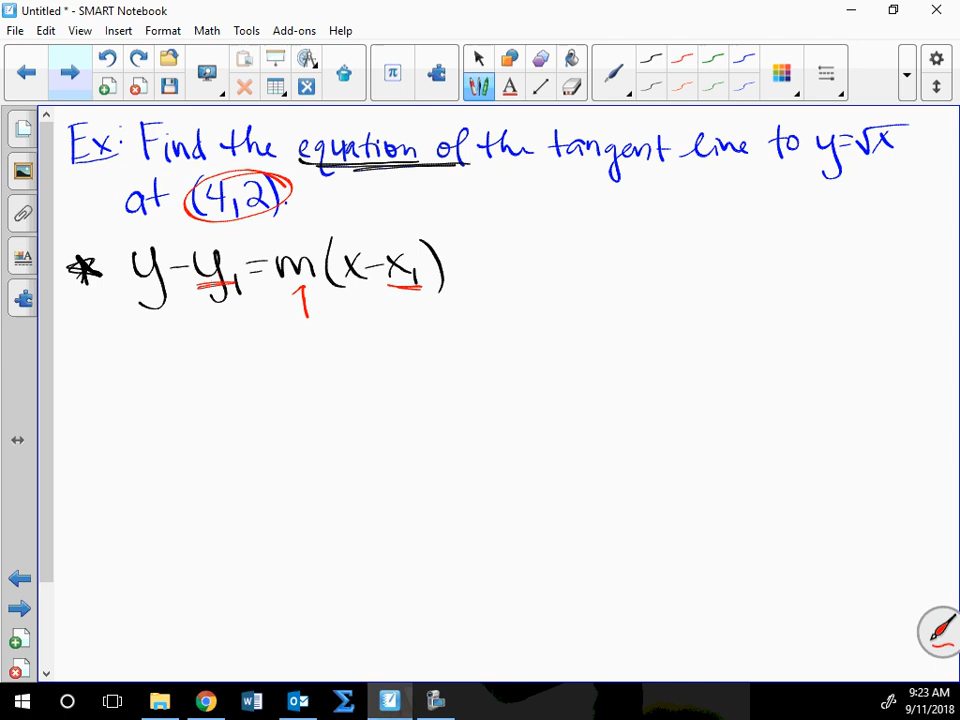 Untitled * - SMART Notebook
File Edit View Insert Format Math Tools Add-ons Help
Ex: Find the equation of the tangent line to y=√x
at (4,2).
* y-y₁=m(x-x₁)
9:23 AM
9/11/2018